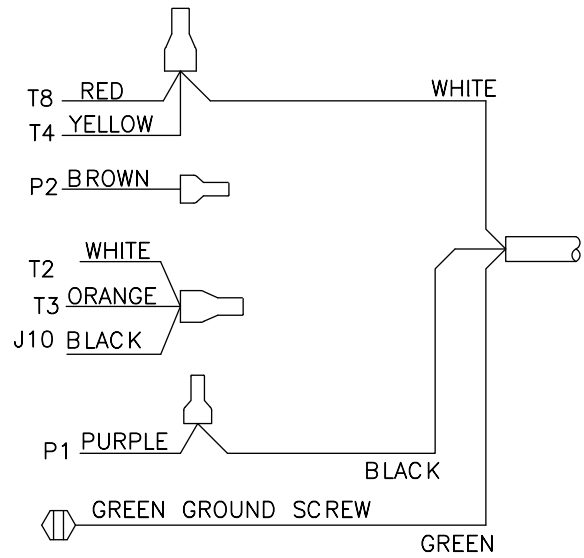 T8 RED WHITE
T4 YELLOW
P2 BROWN
T2 WHITE
T3 ORANGE
J10 BLACK
P1 PURPLE
BLACK
GREEN GROUND SCREW
GREEN